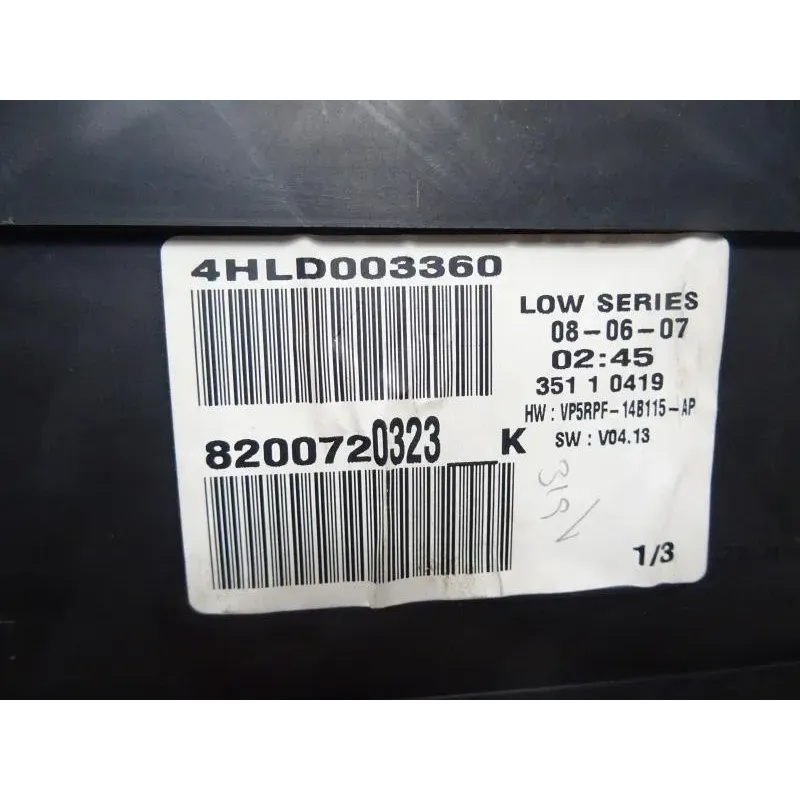 4HLD003360
LOW SERIES
08-06-07
02:45
351 1 0419
HW : VP5RPF-14B115-AP
SW : V04.13
8200720323__K
1/3